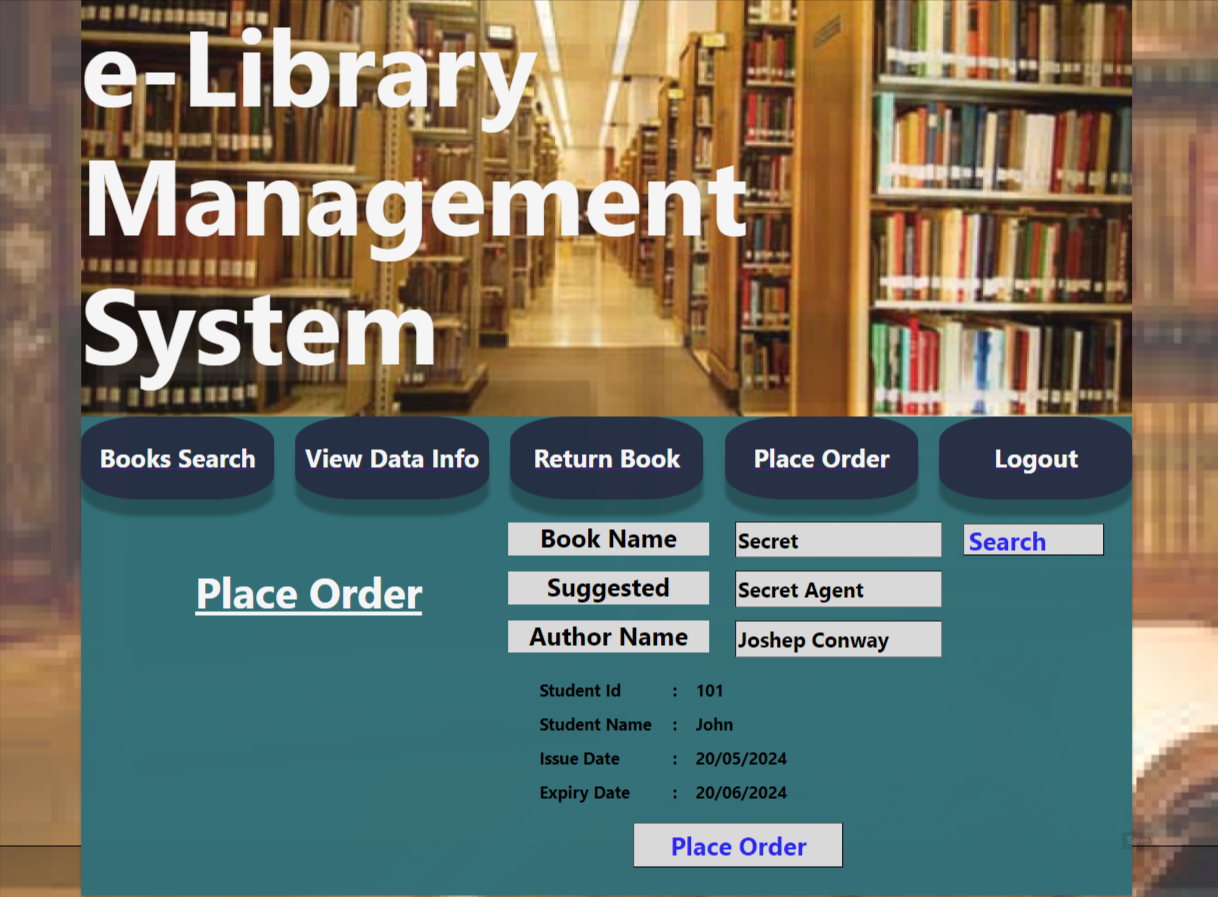 e-Library
Management
System
Books Search View Data Info Return Book Place Order Logout
Book Name Secret Search
Place Order
Suggested Secret Agent
Author Name Joshep Conway
Student Id : 101
Student Name : John
Issue Date : 20/05/2024
Expiry Date : 20/06/2024
Place Order